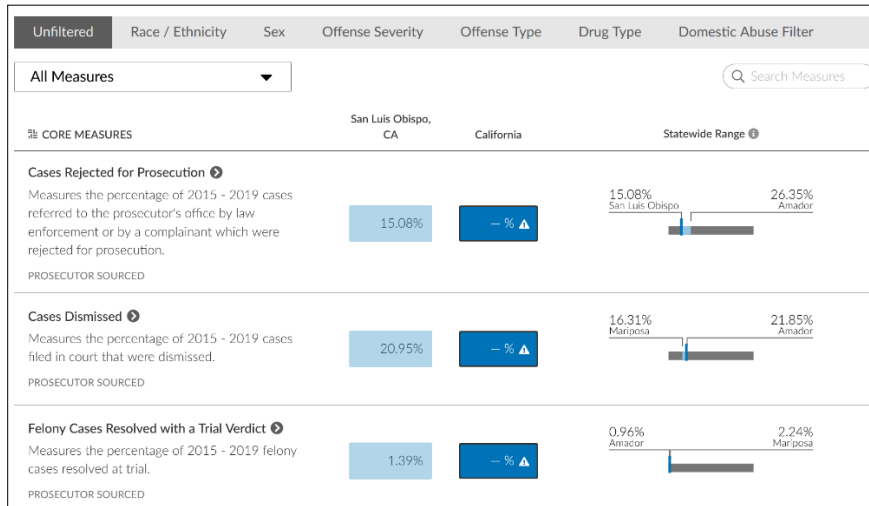 Unfiltered Race / Ethnicity Sex Offense Severity Offense Type Drug Type Domestic Abuse Filter
All Measures
Search Measures
CORE MEASURES
San Luis Obispo,
CA
California
Statewide Range
Cases Rejected for Prosecution
Measures the percentage of 2015 - 2019 cases
referred to the prosecutor's office by law
enforcement or by a complainant which were
rejected for prosecution.
PROSECUTOR SOURCED
15.08%
– %
15.08%
San Luis Obispo
26.35%
Amador
Cases Dismissed
Measures the percentage of 2015 - 2019 cases
filed in court that were dismissed.
PROSECUTOR SOURCED
20.95%
– %
16.31%
Mariposa
21.85%
Amador
Felony Cases Resolved with a Trial Verdict
Measures the percentage of 2015 - 2019 felony
cases resolved at trial.
PROSECUTOR SOURCED
1.39%
– %
0.96%
Amador
2.24%
Mariposa